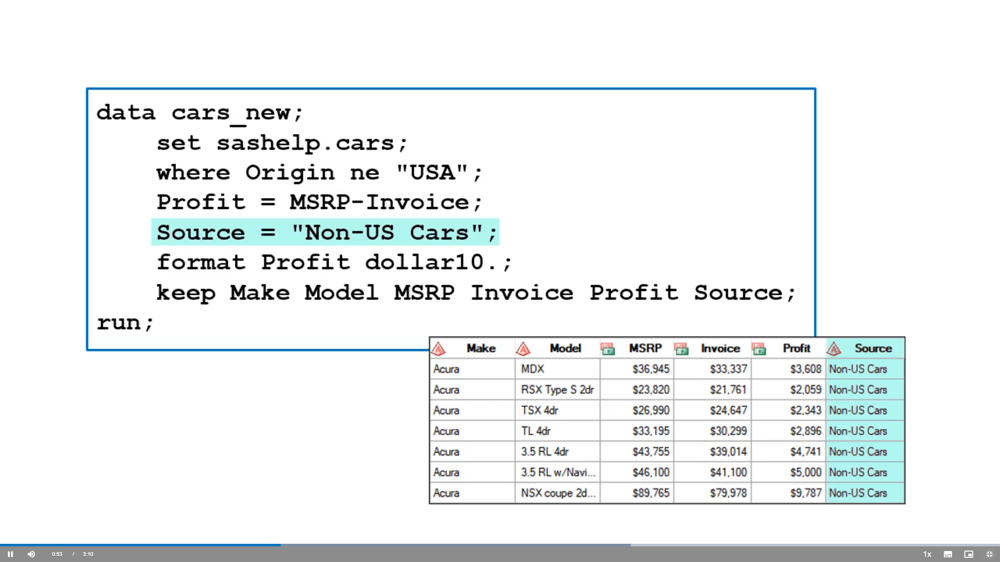 data cars_new;
set sashelp.cars;
where Origin ne "USA";
Profit = MSRP-Invoice;
Source = "Non-US Cars";
format Profit dollar10.;
keep Make Model MSRP Invoice Profit Source;
run;
Make Model MSRP Invoice Profit Source
Acura MDX $36,945 $33,337 $3,608 Non-US Cars
Acura RSX Type S 2dr $23,820 $21,761 $2,059 Non-US Cars
Acura TSX 4dr $26,990 $24,647 $2,343 Non-US Cars
Acura TL 4dr $33,195 $30,299 $2,896 Non-US Cars
Acura 3.5 RL 4dr $43,755 $39,014 $4,741 Non-US Cars
Acura 3.5 RL w/Navi... $46,100 $41,100 $5,000 Non-US Cars
Acura NSX coupe 2d... $89,765 $79,978 $9,787 Non-US Cars
0:53 / 3:10 1x